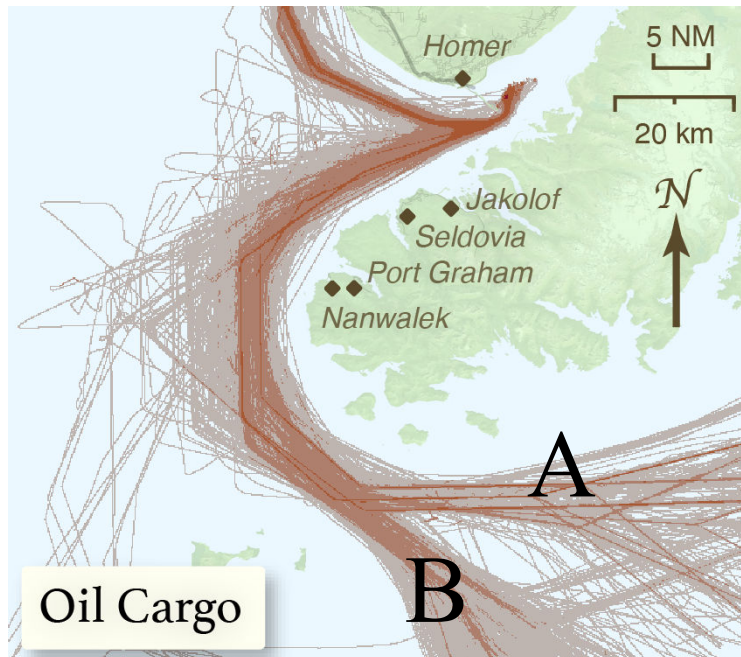 Homer
5 NM
20 km
N
Jakolof
Seldovia
Port Graham
Nanwalek
A
B
Oil Cargo